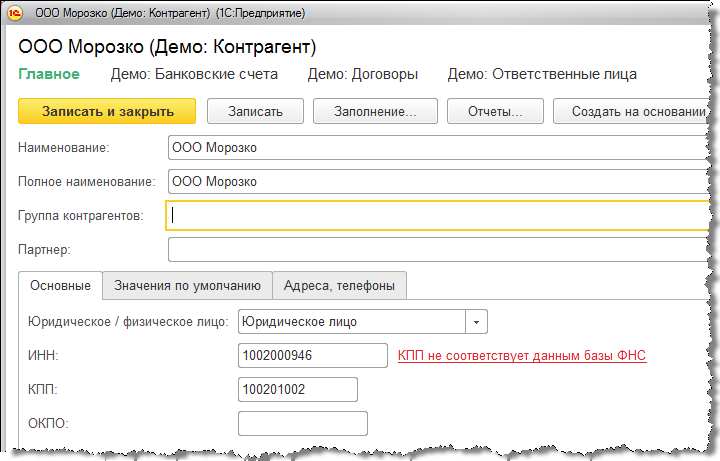 ООО Морозко (Демо: Контрагент) (1С:Предприятие)
ООО Морозко (Демо: Контрагент)
Главное Демо: Банковские счета Демо: Договоры Демо: Ответственные лица
Записать и закрыть Записать Заполнение... Отчеты... Создать на основании
Наименование: ООО Морозко
Полное наименование: ООО Морозко
Группа контрагентов:
Партнер:
Основные Значения по умолчанию Адреса, телефоны
Юридическое / физическое лицо: Юридическое лицо
ИНН: 1002000946 КПП не соответствует данным базы ФНС
КПП: 100201002
ОКПО: